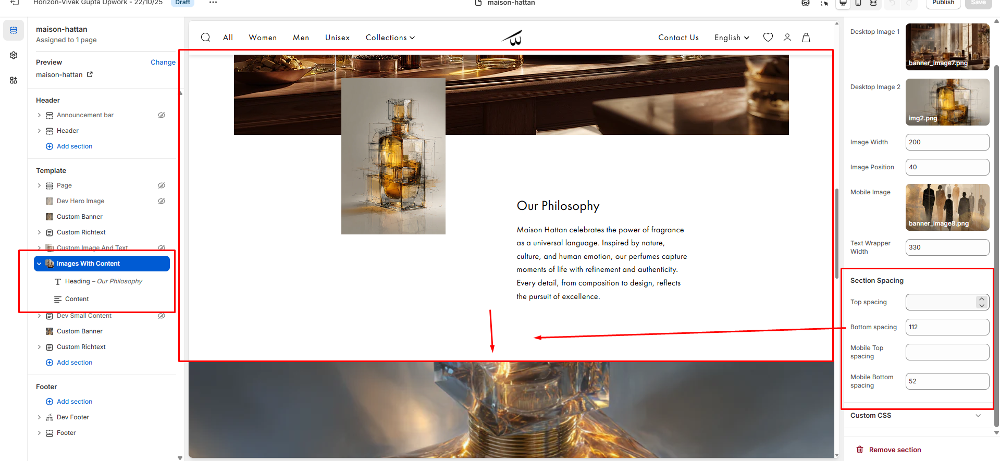 Horizon-Vivek Gupta Upwork - 22/10/25
Draft
maison-hattan
Publish
Save
maison-hattan
Assigned to 1 page
Preview
Change
maison-hattan
Header
Announcement bar
Header
Add section
Template
Page
Dev Hero Image
Custom Banner
Custom Richtext
Custom Image And Text
Images With Content
Heading – Our Philosophy
Content
Dev Small Content
Custom Banner
Custom Richtext
Add section
Footer
Add section
Dev Footer
Footer
All
Women
Men
Unisex
Collections
Contact Us
English
Our Philosophy
Maison Hattan celebrates the power of fragrance
as a universal language. Inspired by nature,
culture, and human emotion, our perfumes capture
moments of life with refinement and authenticity.
Every detail, from composition to design, reflects
the pursuit of excellence.
Desktop Image 1
banner_image7.png
Desktop Image 2
img2.png
Image Width
200
Image Position
40
Mobile Image
banner_image8.png
Text Wrapper
Width
330
Section Spacing
Top spacing
Bottom spacing
112
Mobile Top
spacing
Mobile Bottom
spacing
52
Custom CSS
Remove section